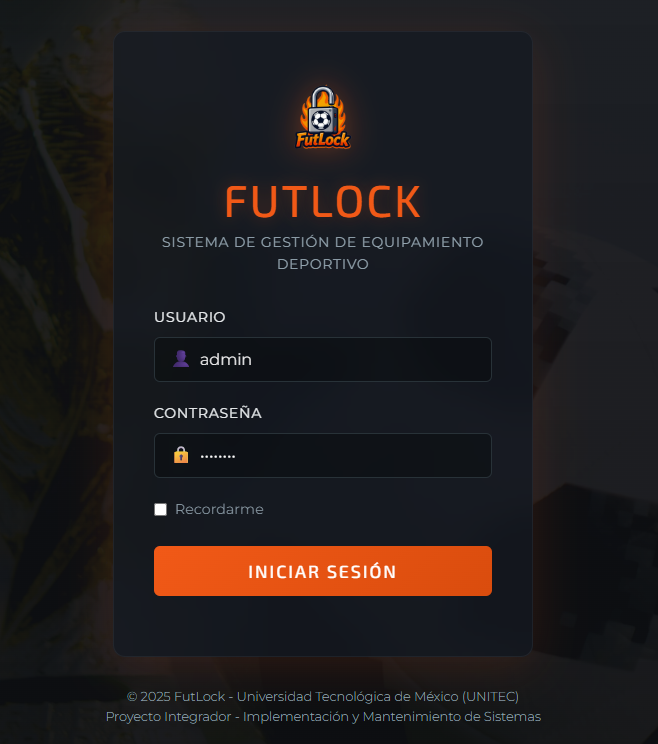 FutLock
FUTLOCK
SISTEMA DE GESTIÓN DE EQUIPAMIENTO
DEPORTIVO
USUARIO
admin
CONTRASEÑA
••••••••
Recordarme
INICIAR SESIÓN
© 2025 FutLock - Universidad Tecnológica de México (UNITEC)
Proyecto Integrador - Implementación y Mantenimiento de Sistemas